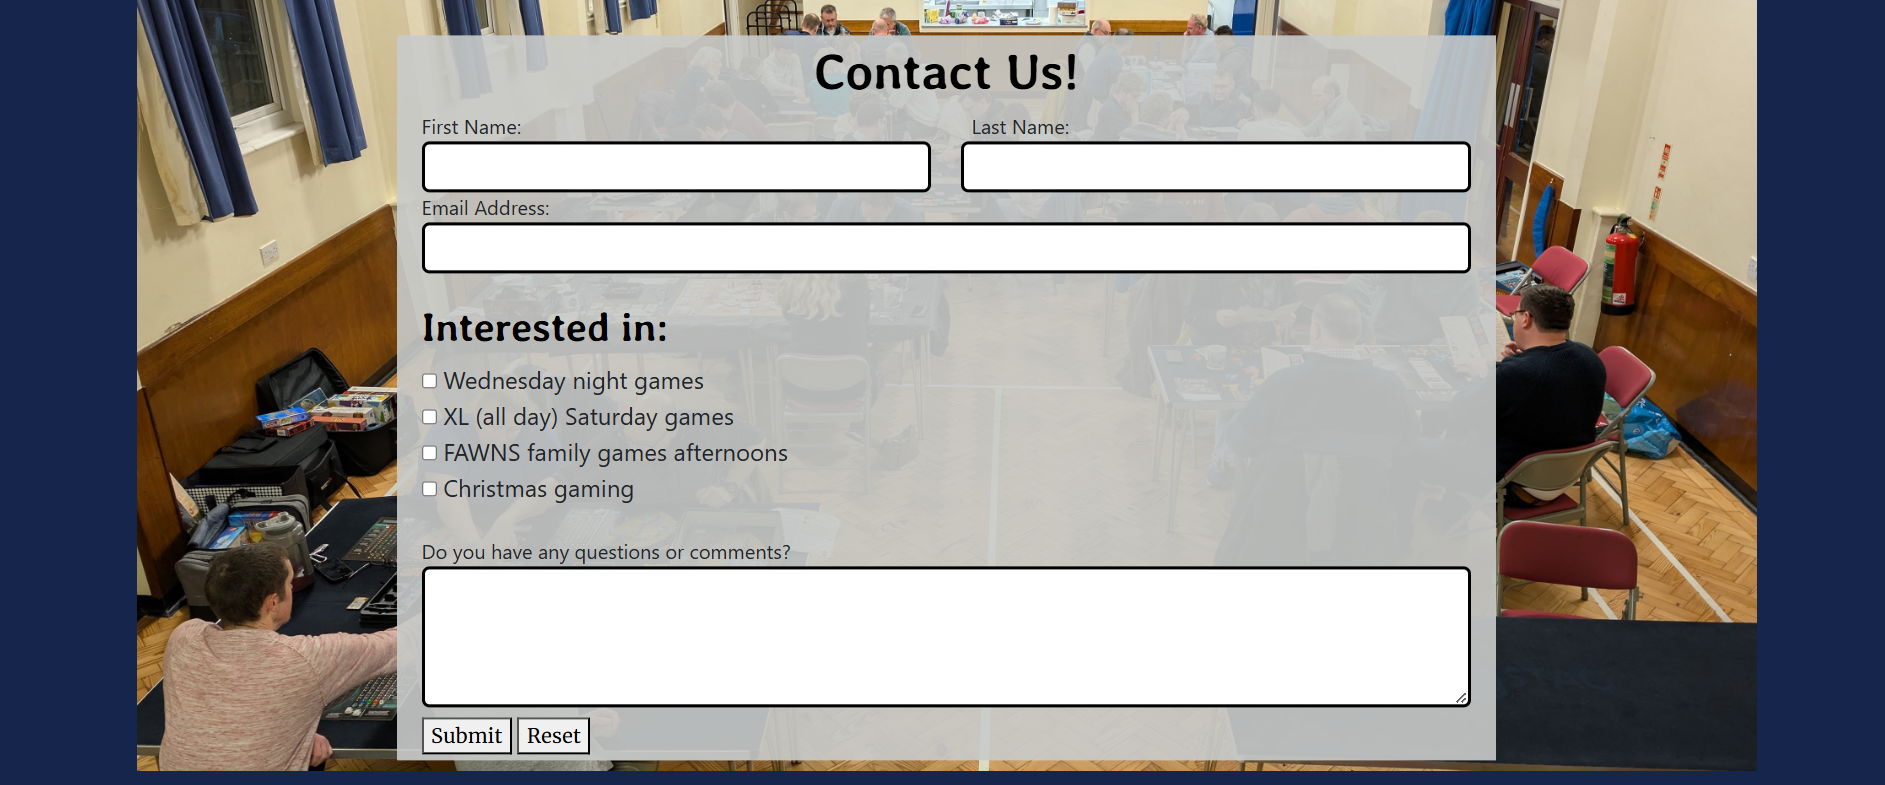 Contact Us!
First Name: Last Name:
Email Address:
Interested in:
Wednesday night games
XL (all day) Saturday games
FAWNS family games afternoons
Christmas gaming
Do you have any questions or comments?
Submit Reset